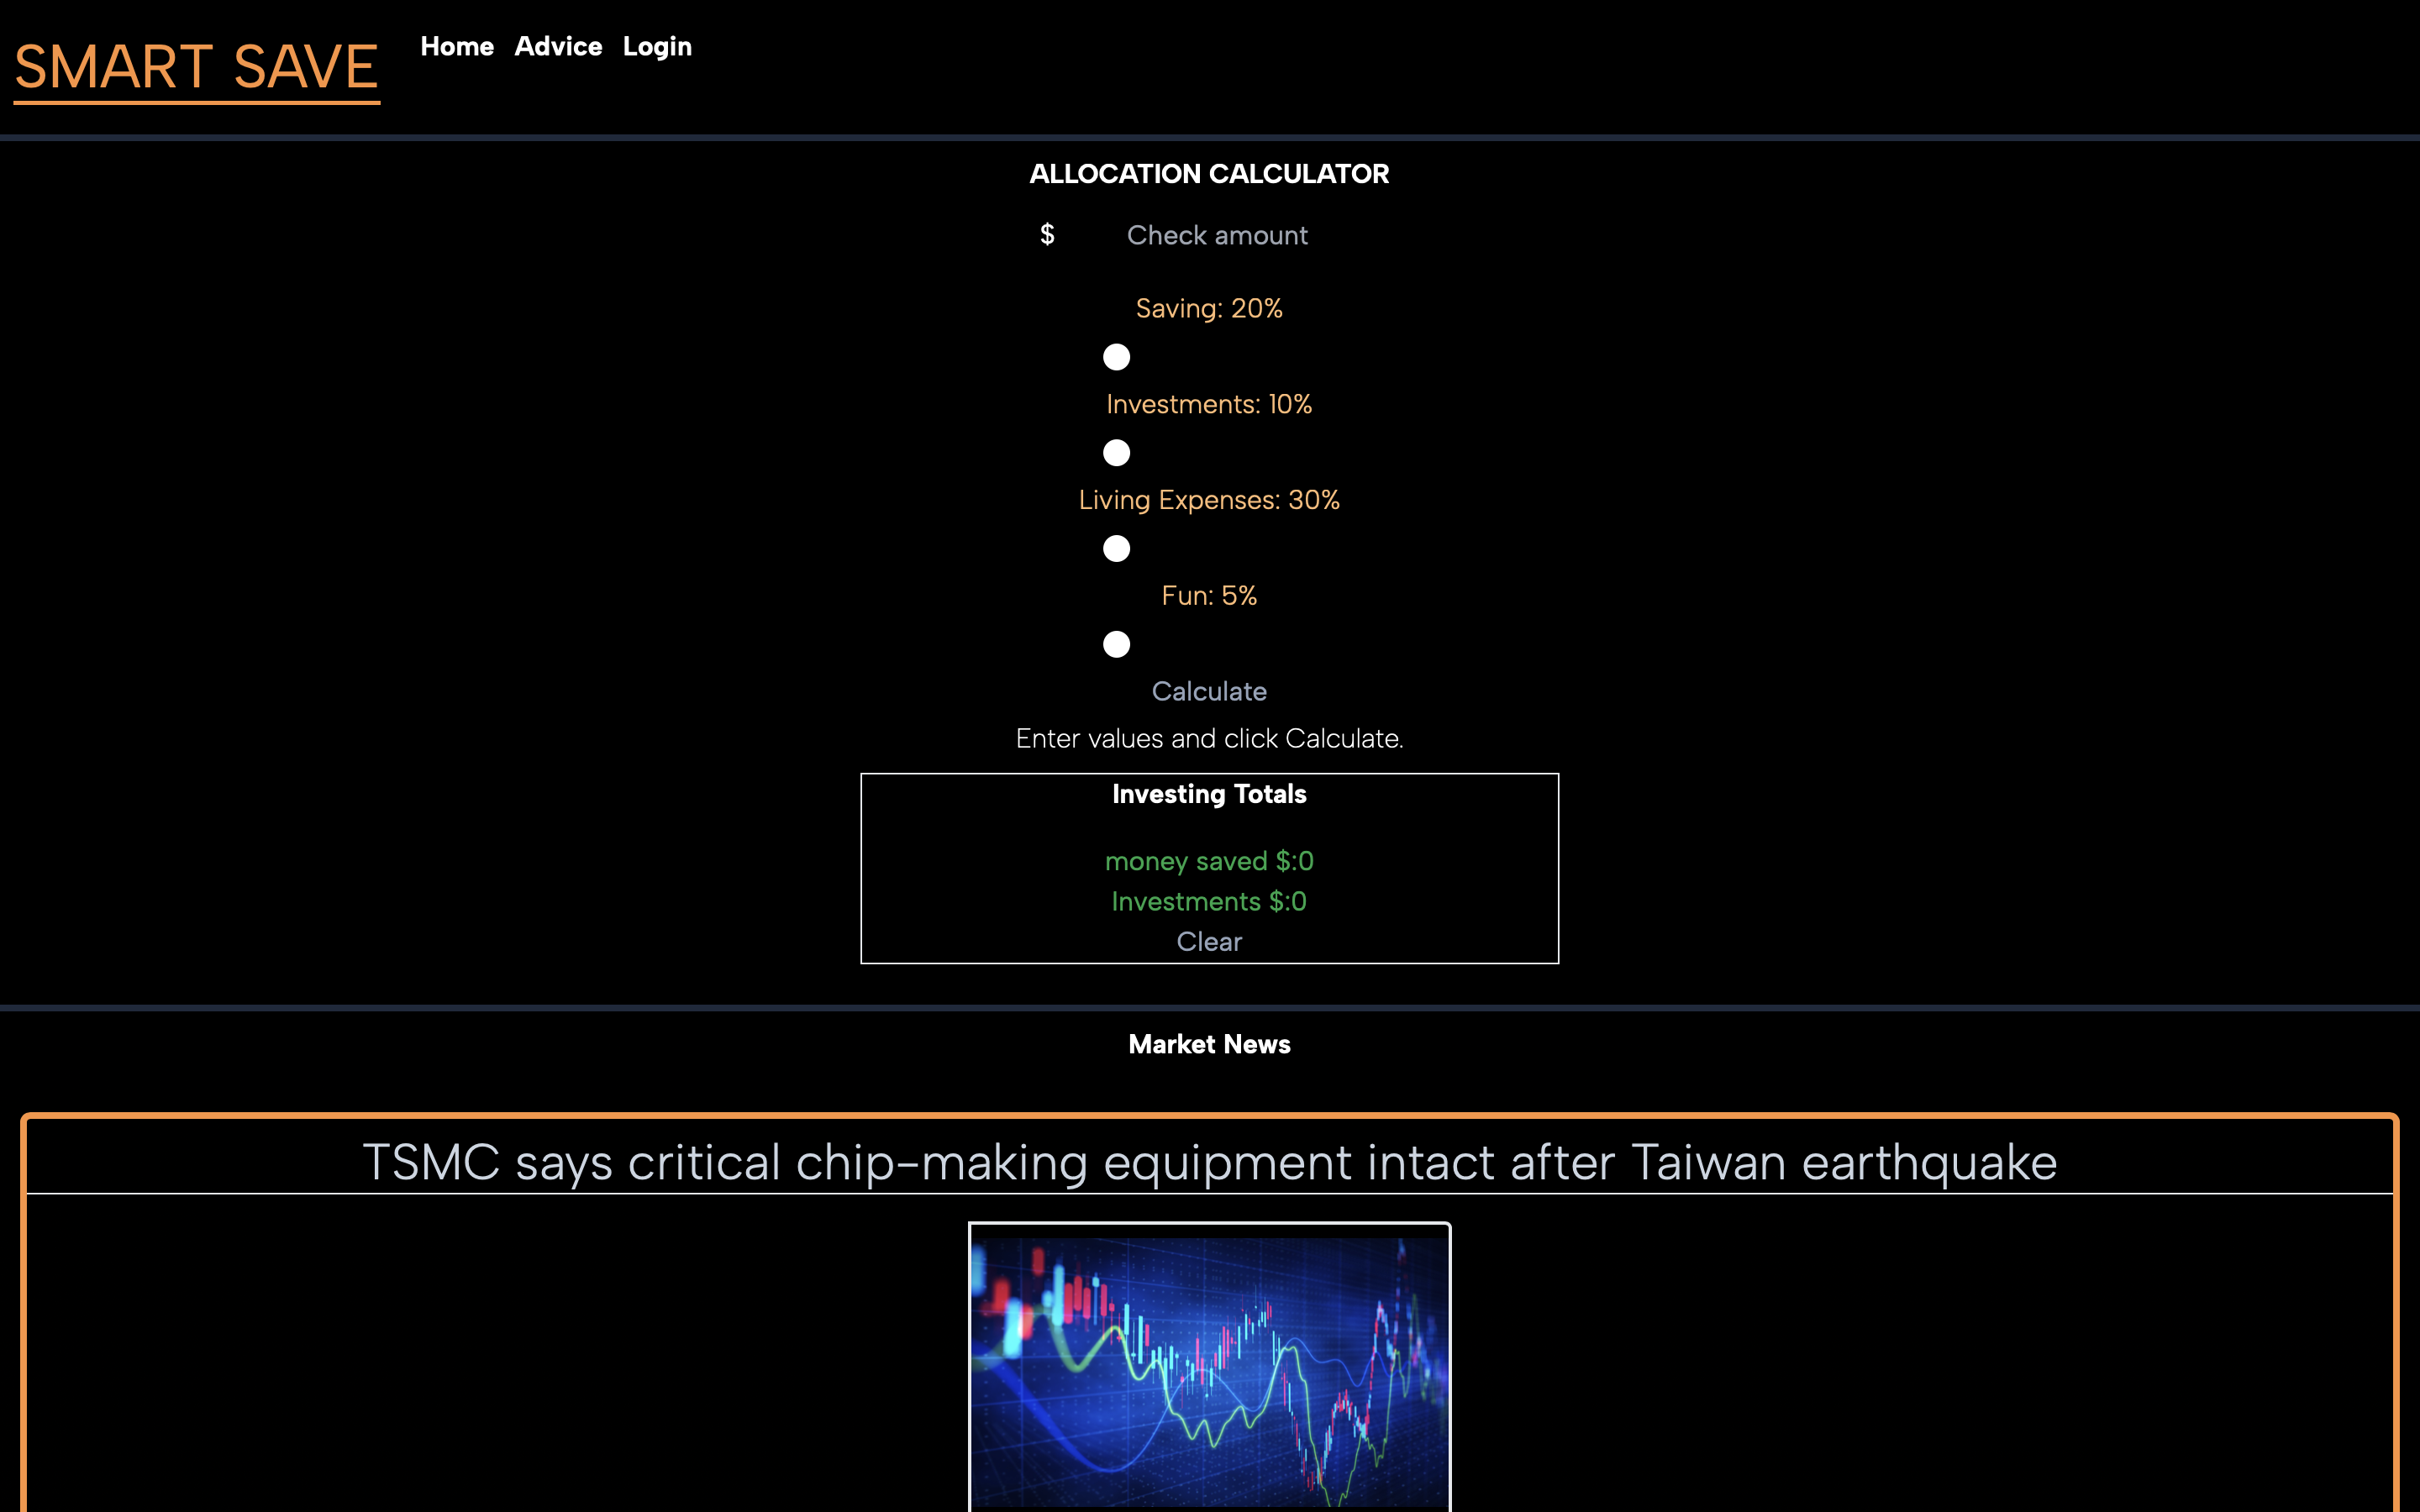 SMART SAVE
Home Advice Login
ALLOCATION CALCULATOR
$ Check amount
Saving: 20%
Investments: 10%
Living Expenses: 30%
Fun: 5%
Calculate
Enter values and click Calculate.
Investing Totals
money saved $:0
Investments $:0
Clear
Market News
TSMC says critical chip-making equipment intact after Taiwan earthquake